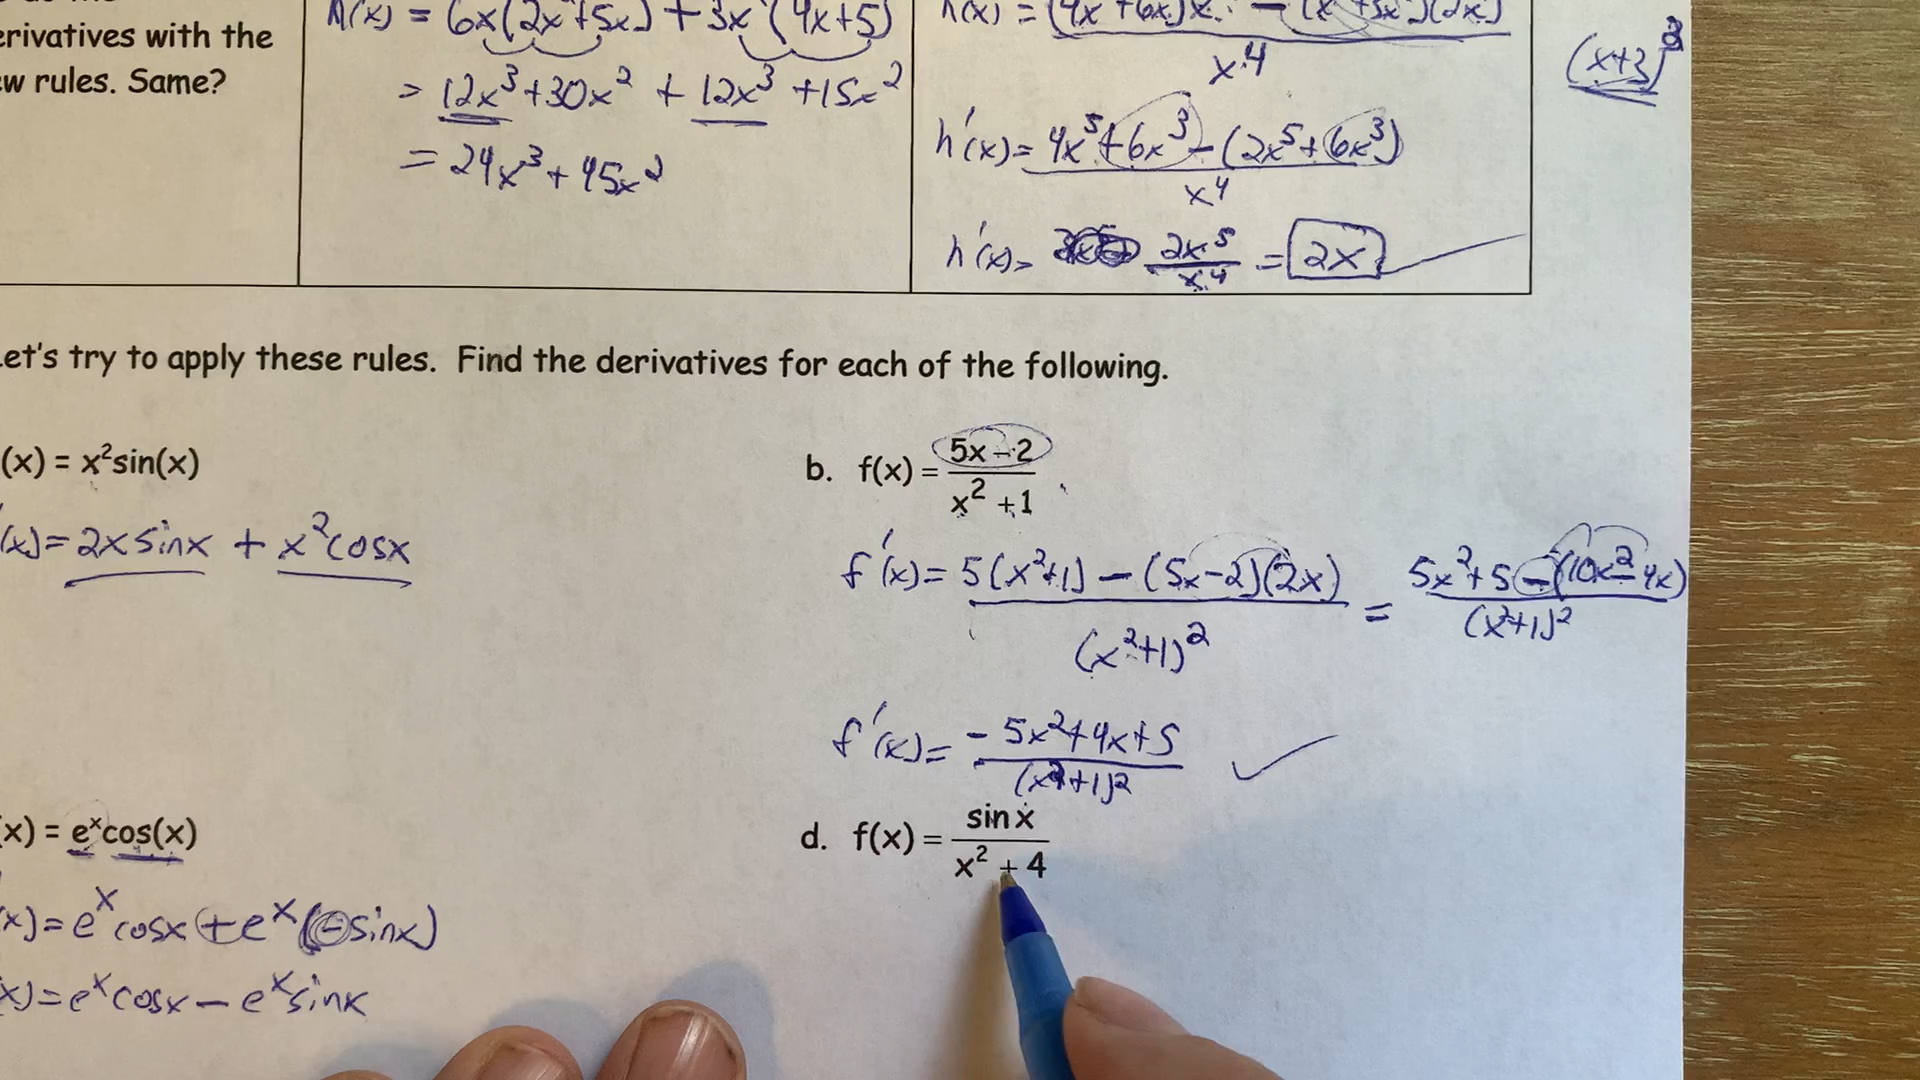 erivatives with the
w rules. Same?
h'(x) = 6x(2x²+5x) + 3x²(4x+5)
= 12x³+30x² + 12x³ +15x²
= 24x³+45x²
x⁴
h'(x)= 4x⁵+6x³-(2x⁵+6x³)
x⁴
h'(x)= 2x⁵ = 2x
x⁴
(x+3)
et's try to apply these rules. Find the derivatives for each of the following.
(x) = x²sin(x)
(x)= 2x sinx + x²cosx
b. f(x) = 5x-2
x² +1
f'(x)= 5(x²+1) - (5x-2)(2x) = 5x²+5-(10x²-4x)
(x²+1)² (x²+1)²
f'(x)= -5x²+4x+5
(x²+1)²
(x) = eˣcos(x)
x)= eˣcosx + eˣ(-sinx)
x)= eˣcosx - eˣsinx
d. f(x) = sin x
x² + 4